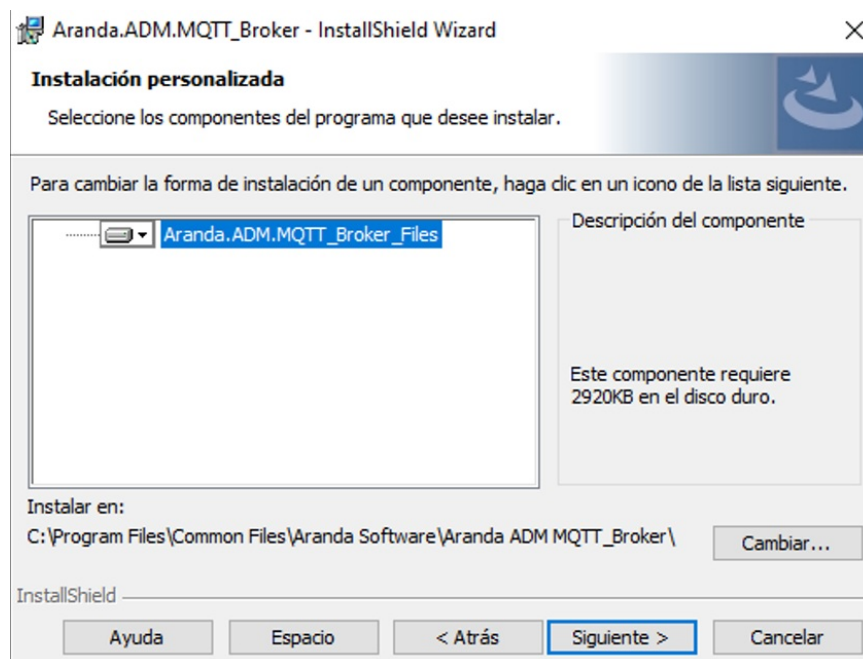 Aranda.ADM.MQTT_Broker - InstallShield Wizard
Instalación personalizada
Seleccione los componentes del programa que desee instalar.
Para cambiar la forma de instalación de un componente, haga clic en un icono de la lista siguiente.
Aranda.ADM.MQTT_Broker_Files
Descripción del componente
Este componente requiere
2920KB en el disco duro.
Instalar en:
C:\Program Files\Common Files\Aranda Software\Aranda ADM MQTT_Broker\
Cambiar...
InstallShield
Ayuda
Espacio
< Atrás
Siguiente >
Cancelar